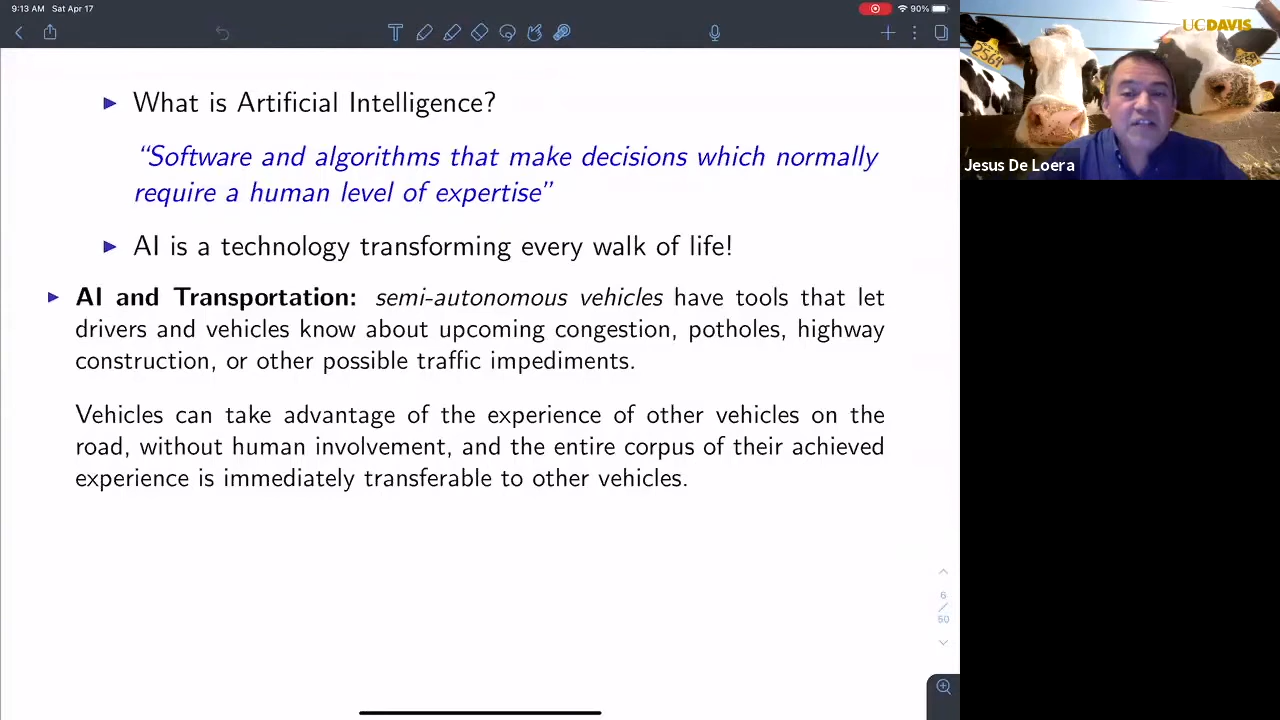 9:13 AM Sat Apr 17
90%
What is Artificial Intelligence?
“Software and algorithms that make decisions which normally
require a human level of expertise”
AI is a technology transforming every walk of life!
AI and Transportation: semi-autonomous vehicles have tools that let
drivers and vehicles know about upcoming congestion, potholes, highway
construction, or other possible traffic impediments.
Vehicles can take advantage of the experience of other vehicles on the
road, without human involvement, and the entire corpus of their achieved
experience is immediately transferable to other vehicles.
6
/
50
UCDAVIS
2564
Jesus De Loera